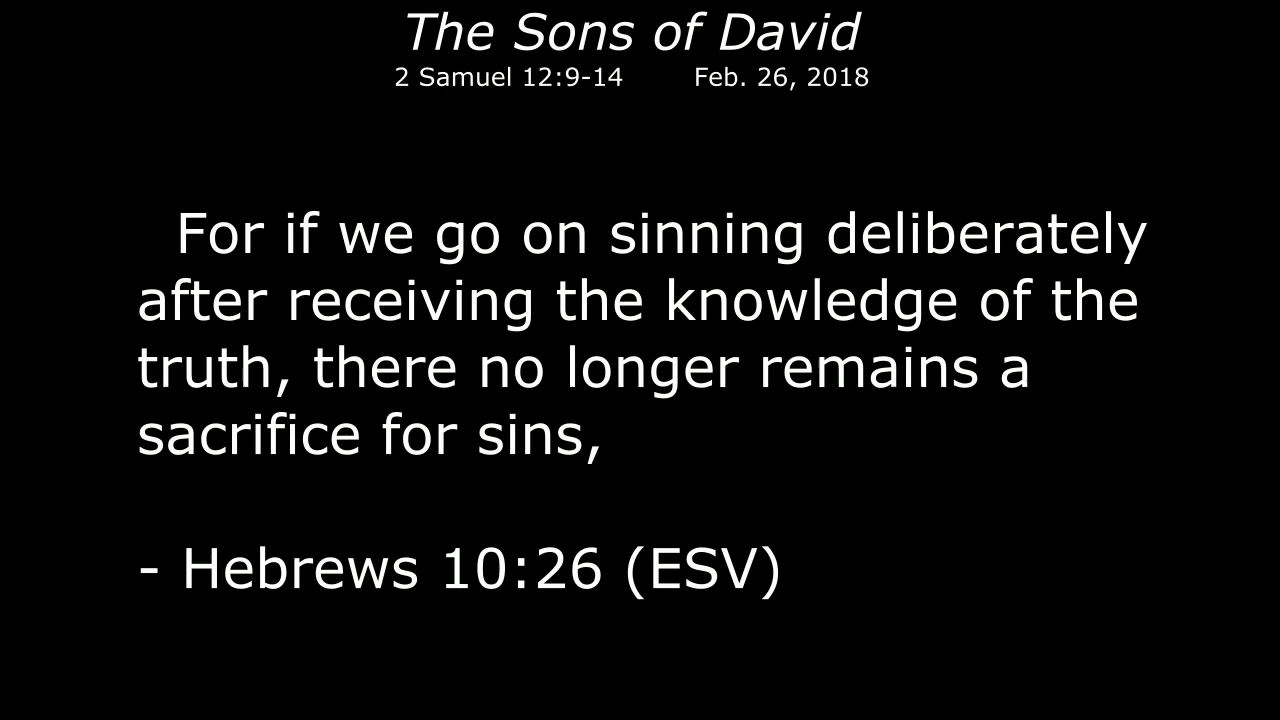 The Sons of David
2 Samuel 12:9-14 Feb. 26, 2018
For if we go on sinning deliberately
after receiving the knowledge of the
truth, there no longer remains a
sacrifice for sins,
- Hebrews 10:26 (ESV)